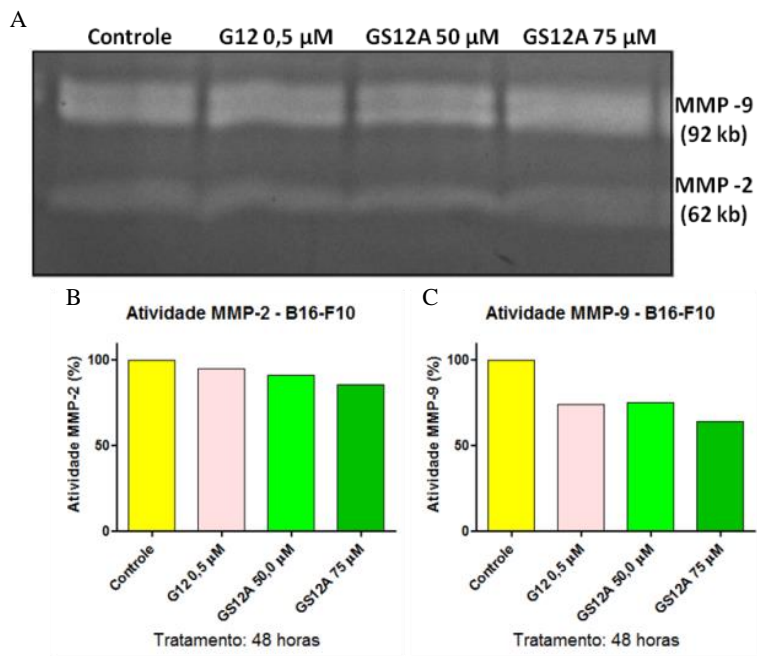 A
Controle G12 0,5 µM GS12A 50 µM GS12A 75 µM
MMP -9
(92 kb)
MMP -2
(62 kb)
B
Atividade MMP-2 - B16-F10
Atividade MMP-2 (%)
100
50
0
Controle
G12 0,5 µM
GS12A 50,0 µM
GS12A 75 µM
Tratamento: 48 horas
C
Atividade MMP-9 - B16-F10
Atividade MMP-9 (%)
100
50
0
Controle
G12 0,5 µM
GS12A 50,0 µM
GS12A 75 µM
Tratamento: 48 horas